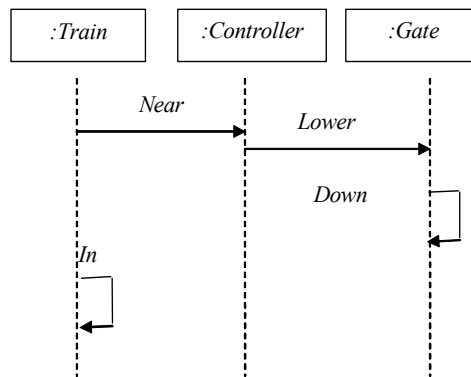 :Train :Controller :Gate
Near
Lower
Down
In